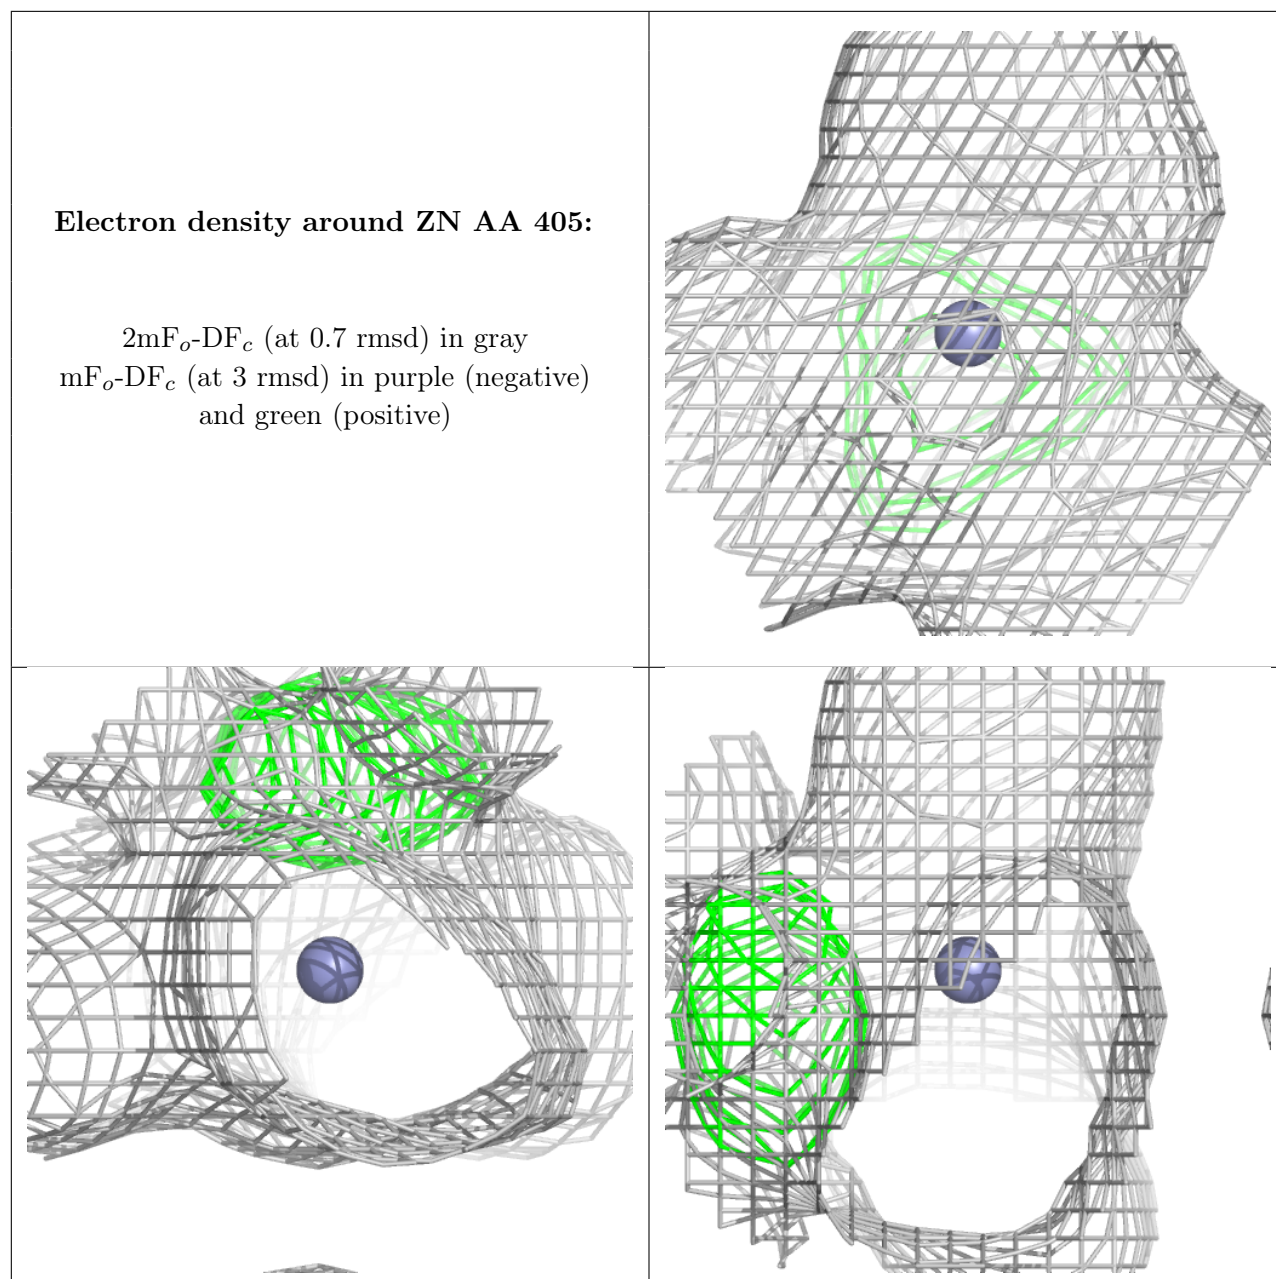 Electron density around ZN AA 405:
2mFo-DFc (at 0.7 rmsd) in gray
mFo-DFc (at 3 rmsd) in purple (negative)
and green (positive)